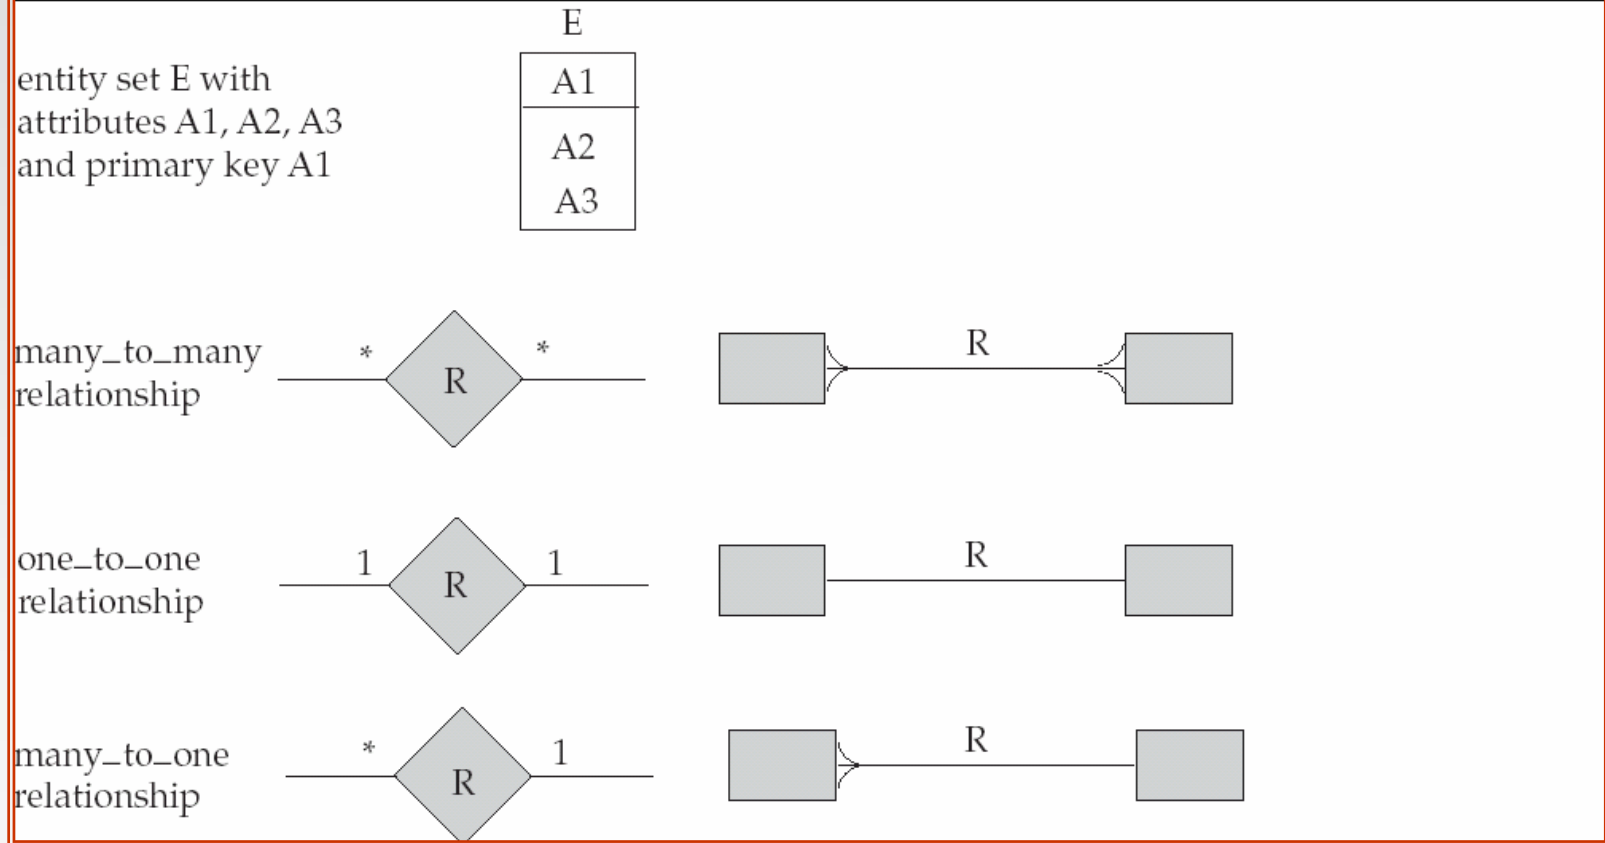 E
entity set E with
attributes A1, A2, A3
and primary key A1
A1
A2
A3
many_to_many
relationship
*
R
*
R
one_to_one
relationship
1
R
1
R
many_to_one
relationship
*
R
1
R